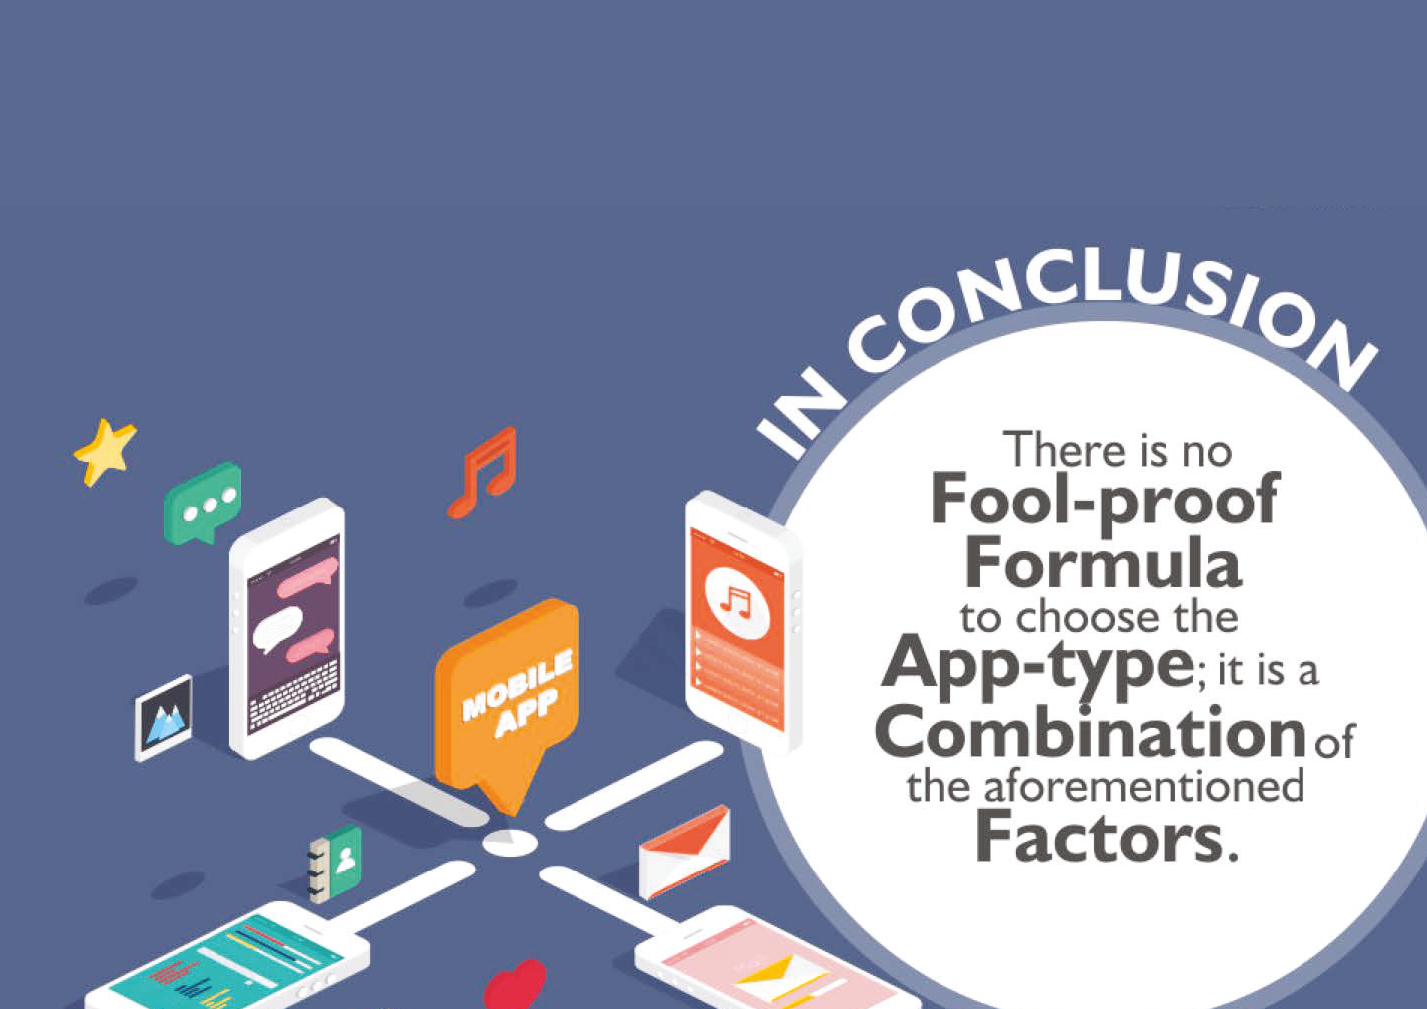 IN CONCLUSION
There is no
Fool-proof
Formula
to choose the
App-type; it is a
Combination of
the aforementioned
Factors.
MOBILE
APP